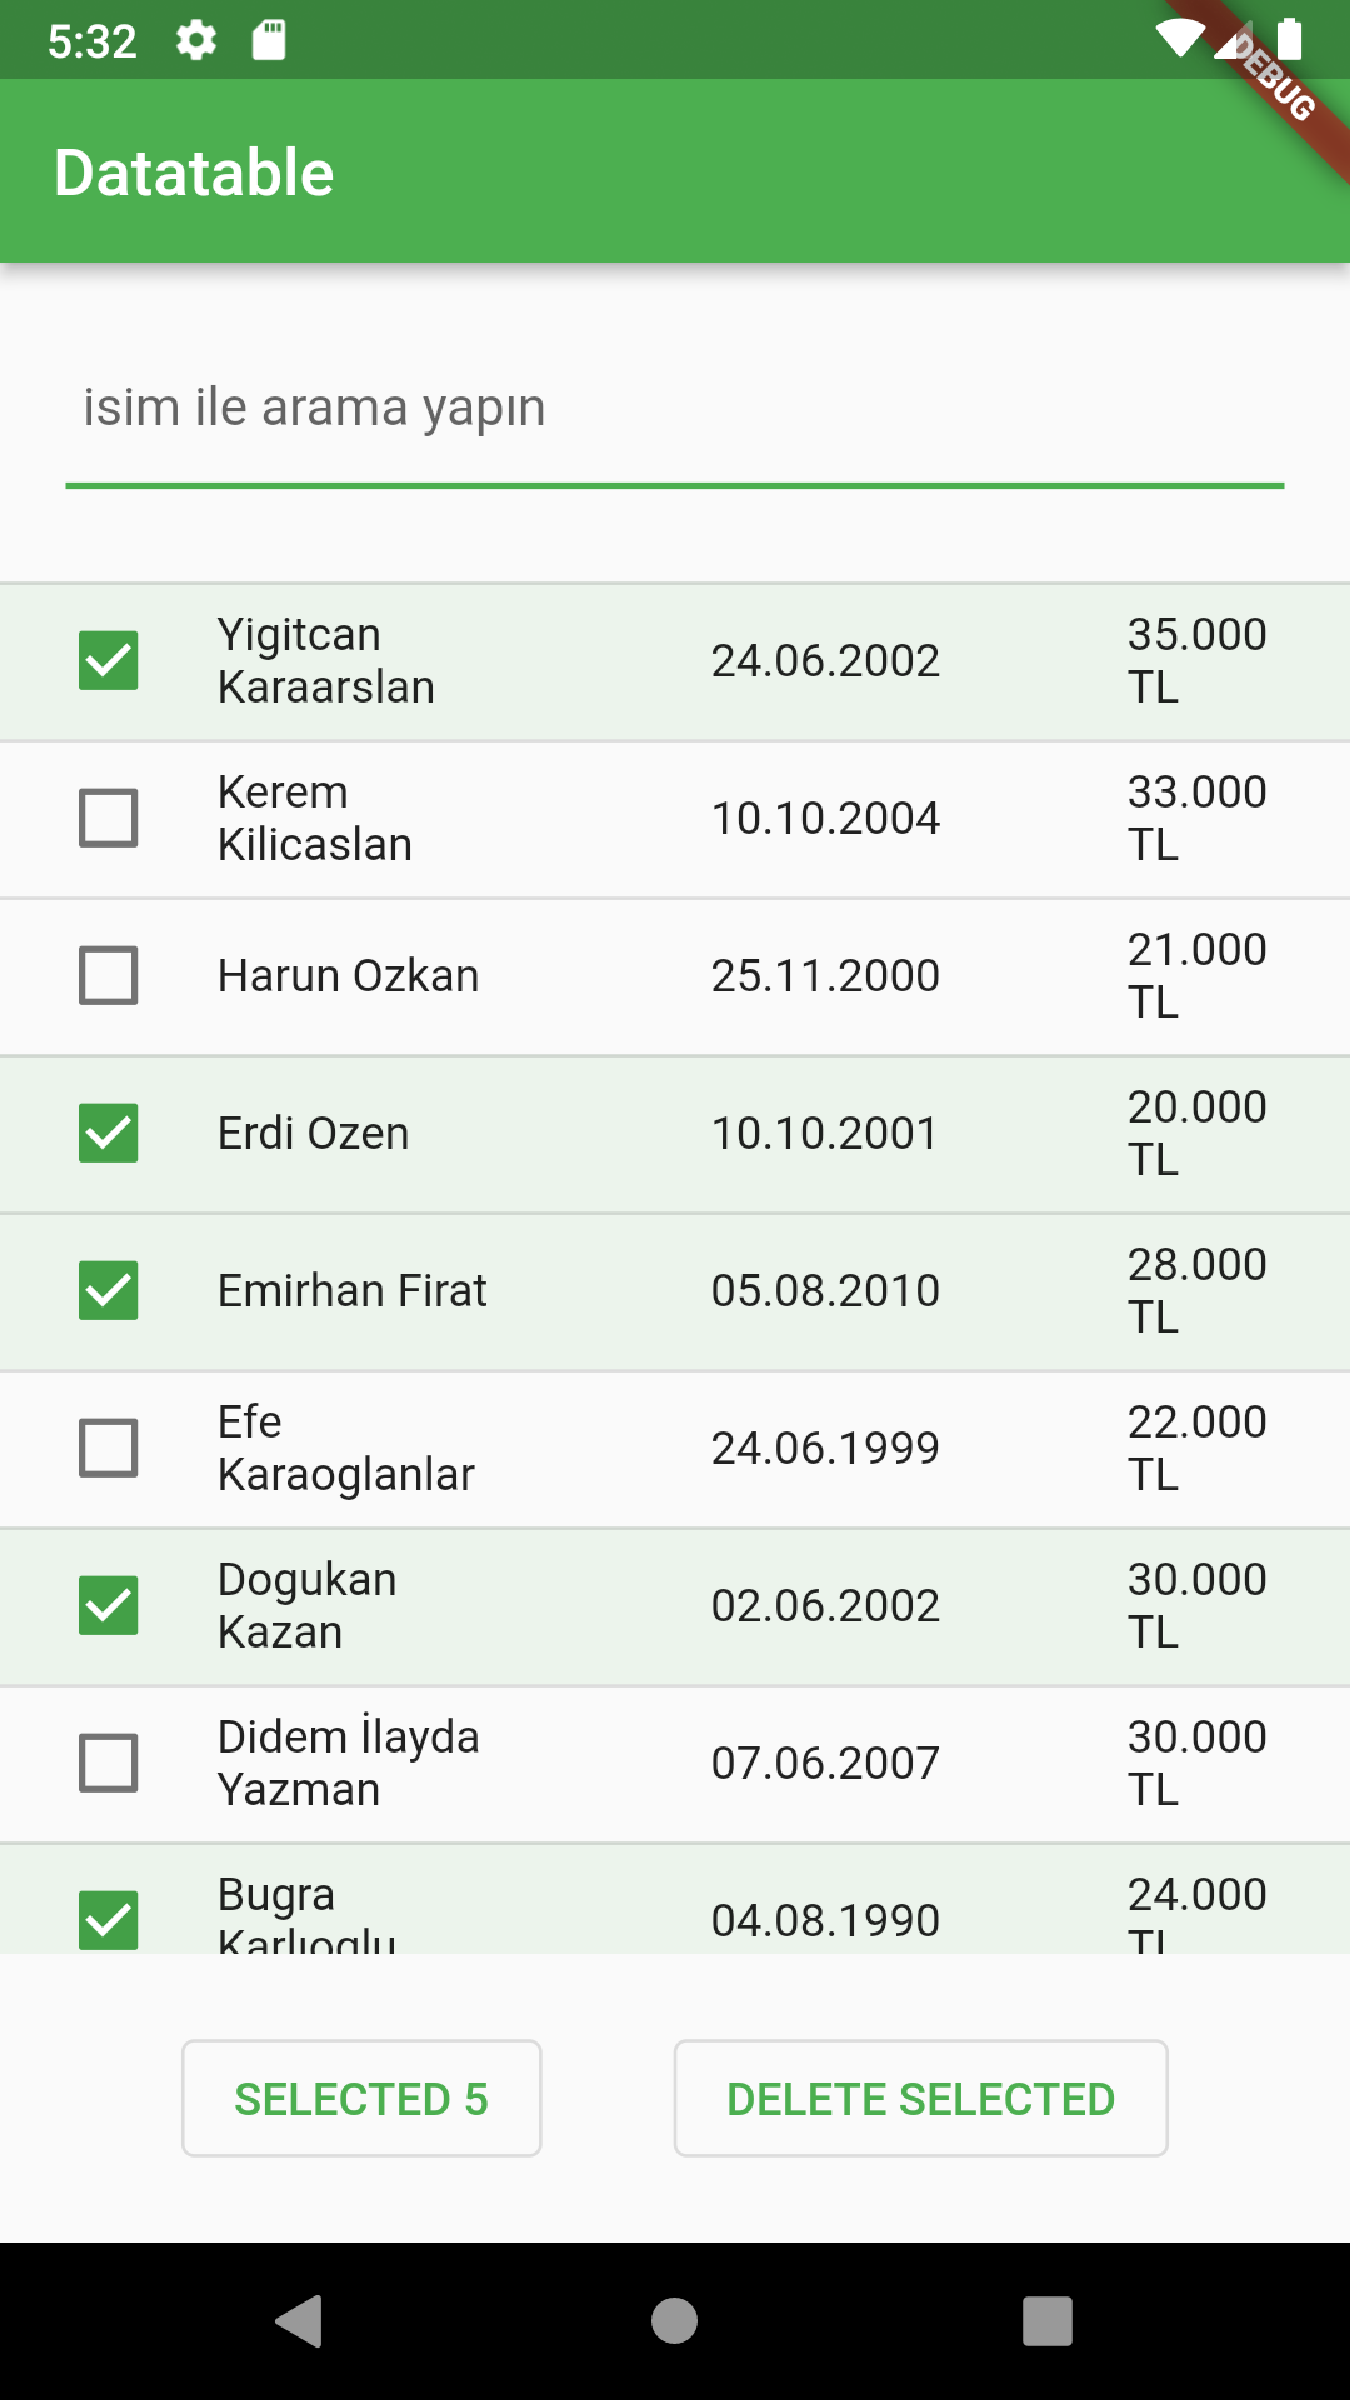 5:32
DEBUG
Datatable
isim ile arama yapın
Yigitcan
Karaarslan
24.06.2002
35.000
TL
Kerem
Kilicaslan
10.10.2004
33.000
TL
Harun Ozkan
25.11.2000
21.000
TL
Erdi Ozen
10.10.2001
20.000
TL
Emirhan Firat
05.08.2010
28.000
TL
Efe
Karaoglanlar
24.06.1999
22.000
TL
Dogukan
Kazan
02.06.2002
30.000
TL
Didem İlayda
Yazman
07.06.2007
30.000
TL
Bugra
Karlıoglu
04.08.1990
24.000
TL
SELECTED 5
DELETE SELECTED